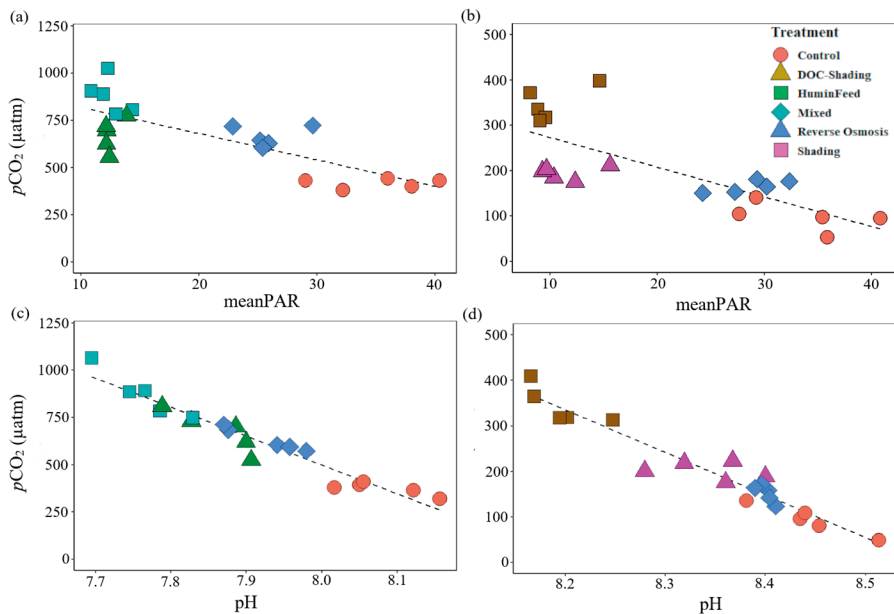 (a)
1250
1000
750
500
250
0
pCO₂ (µatm)
10
20
30
40
meanPAR
(b)
500
400
300
200
100
0
10
20
30
40
meanPAR
Treatment
Control
DOC-Shading
HuminFeed
Mixed
Reverse Osmosis
Shading
(c)
1250
1000
750
500
250
0
pCO₂ (µatm)
7.7
7.8
7.9
8.0
8.1
pH
(d)
500
400
300
200
100
0
8.2
8.3
8.4
8.5
pH